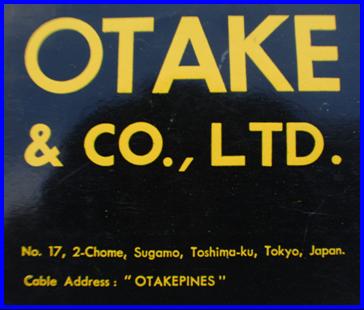 OTAKE
& CO., LTD.
No. 17, 2-Chome, Sugamo, Toshima-ku, Tokyo, Japan.
Cable Address : "OTAKEPINES"